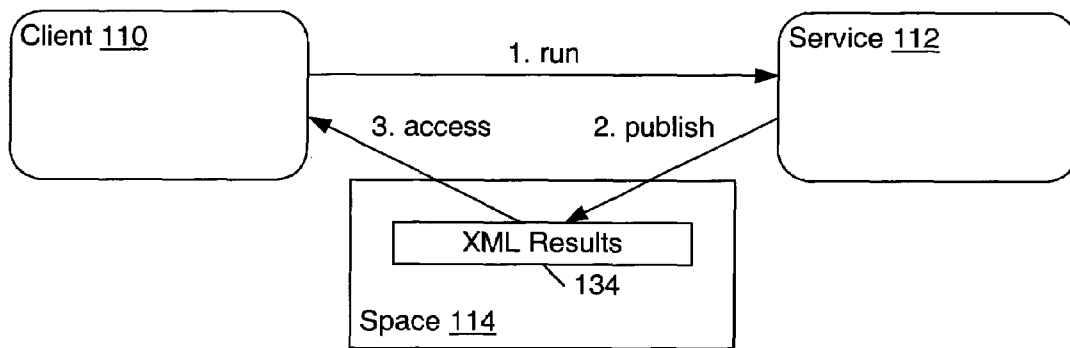 Client 110
Service 112
1. run
3. access
2. publish
XML Results
134
Space 114